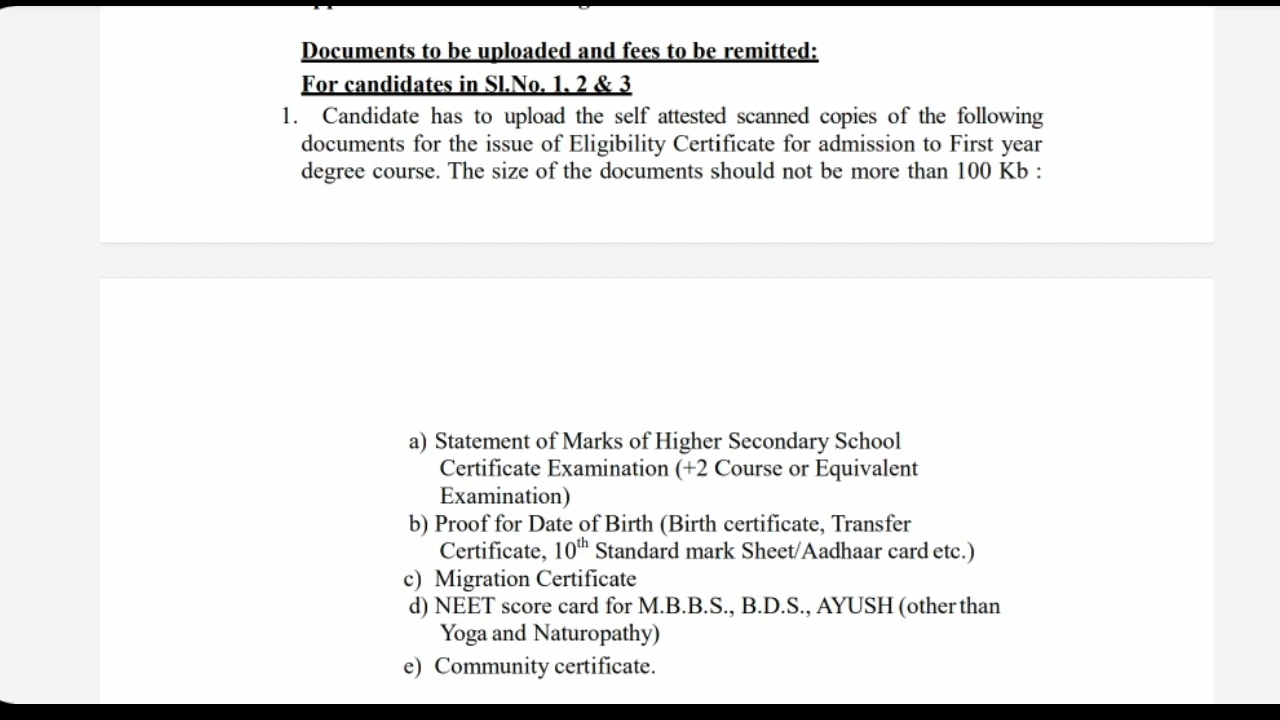 Documents to be uploaded and fees to be remitted:
For candidates in Sl.No. 1, 2 & 3
1. Candidate has to upload the self attested scanned copies of the following
documents for the issue of Eligibility Certificate for admission to First year
degree course. The size of the documents should not be more than 100 Kb :
a) Statement of Marks of Higher Secondary School
Certificate Examination (+2 Course or Equivalent
Examination)
b) Proof for Date of Birth (Birth certificate, Transfer
Certificate, 10th Standard mark Sheet/Aadhaar card etc.)
c) Migration Certificate
d) NEET score card for M.B.B.S., B.D.S., AYUSH (other than
Yoga and Naturopathy)
e) Community certificate.